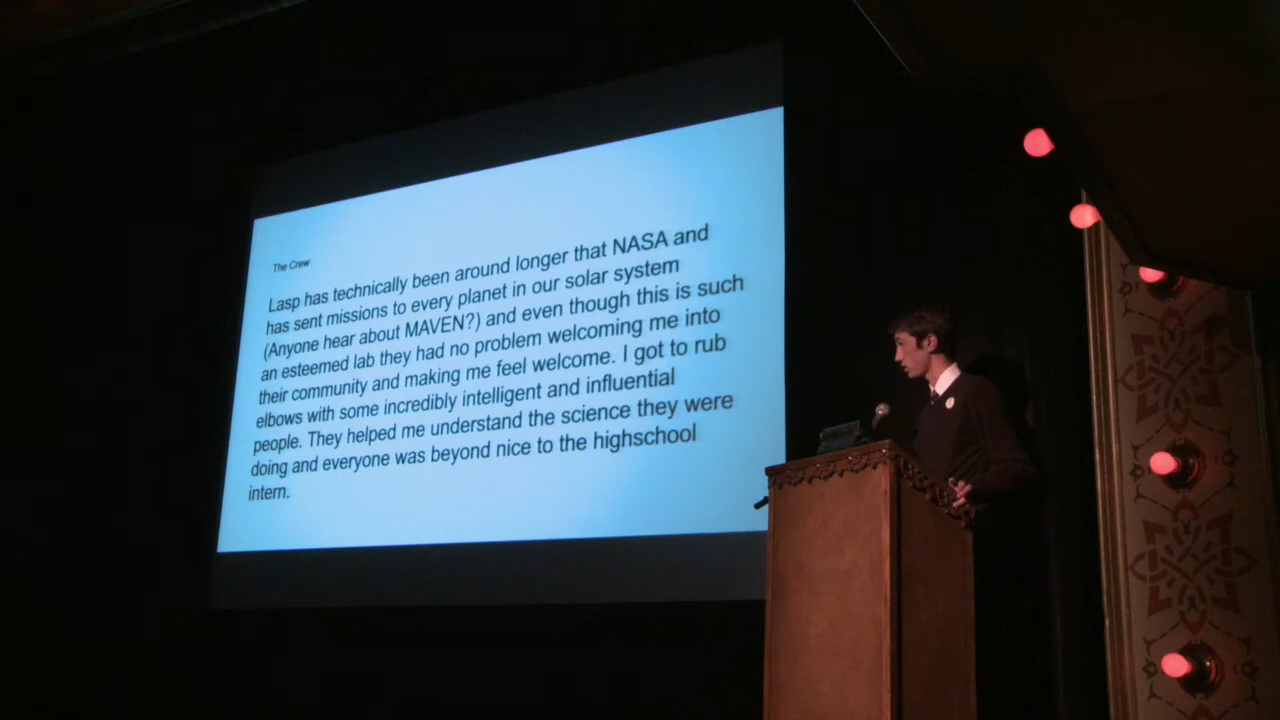 The Crew
Lasp has technically been around longer that NASA and
has sent missions to every planet in our solar system
(Anyone hear about MAVEN?) and even though this is such
an esteemed lab they had no problem welcoming me into
their community and making me feel welcome. I got to rub
elbows with some incredibly intelligent and influential
people. They helped me understand the science they were
doing and everyone was beyond nice to the highschool
intern.